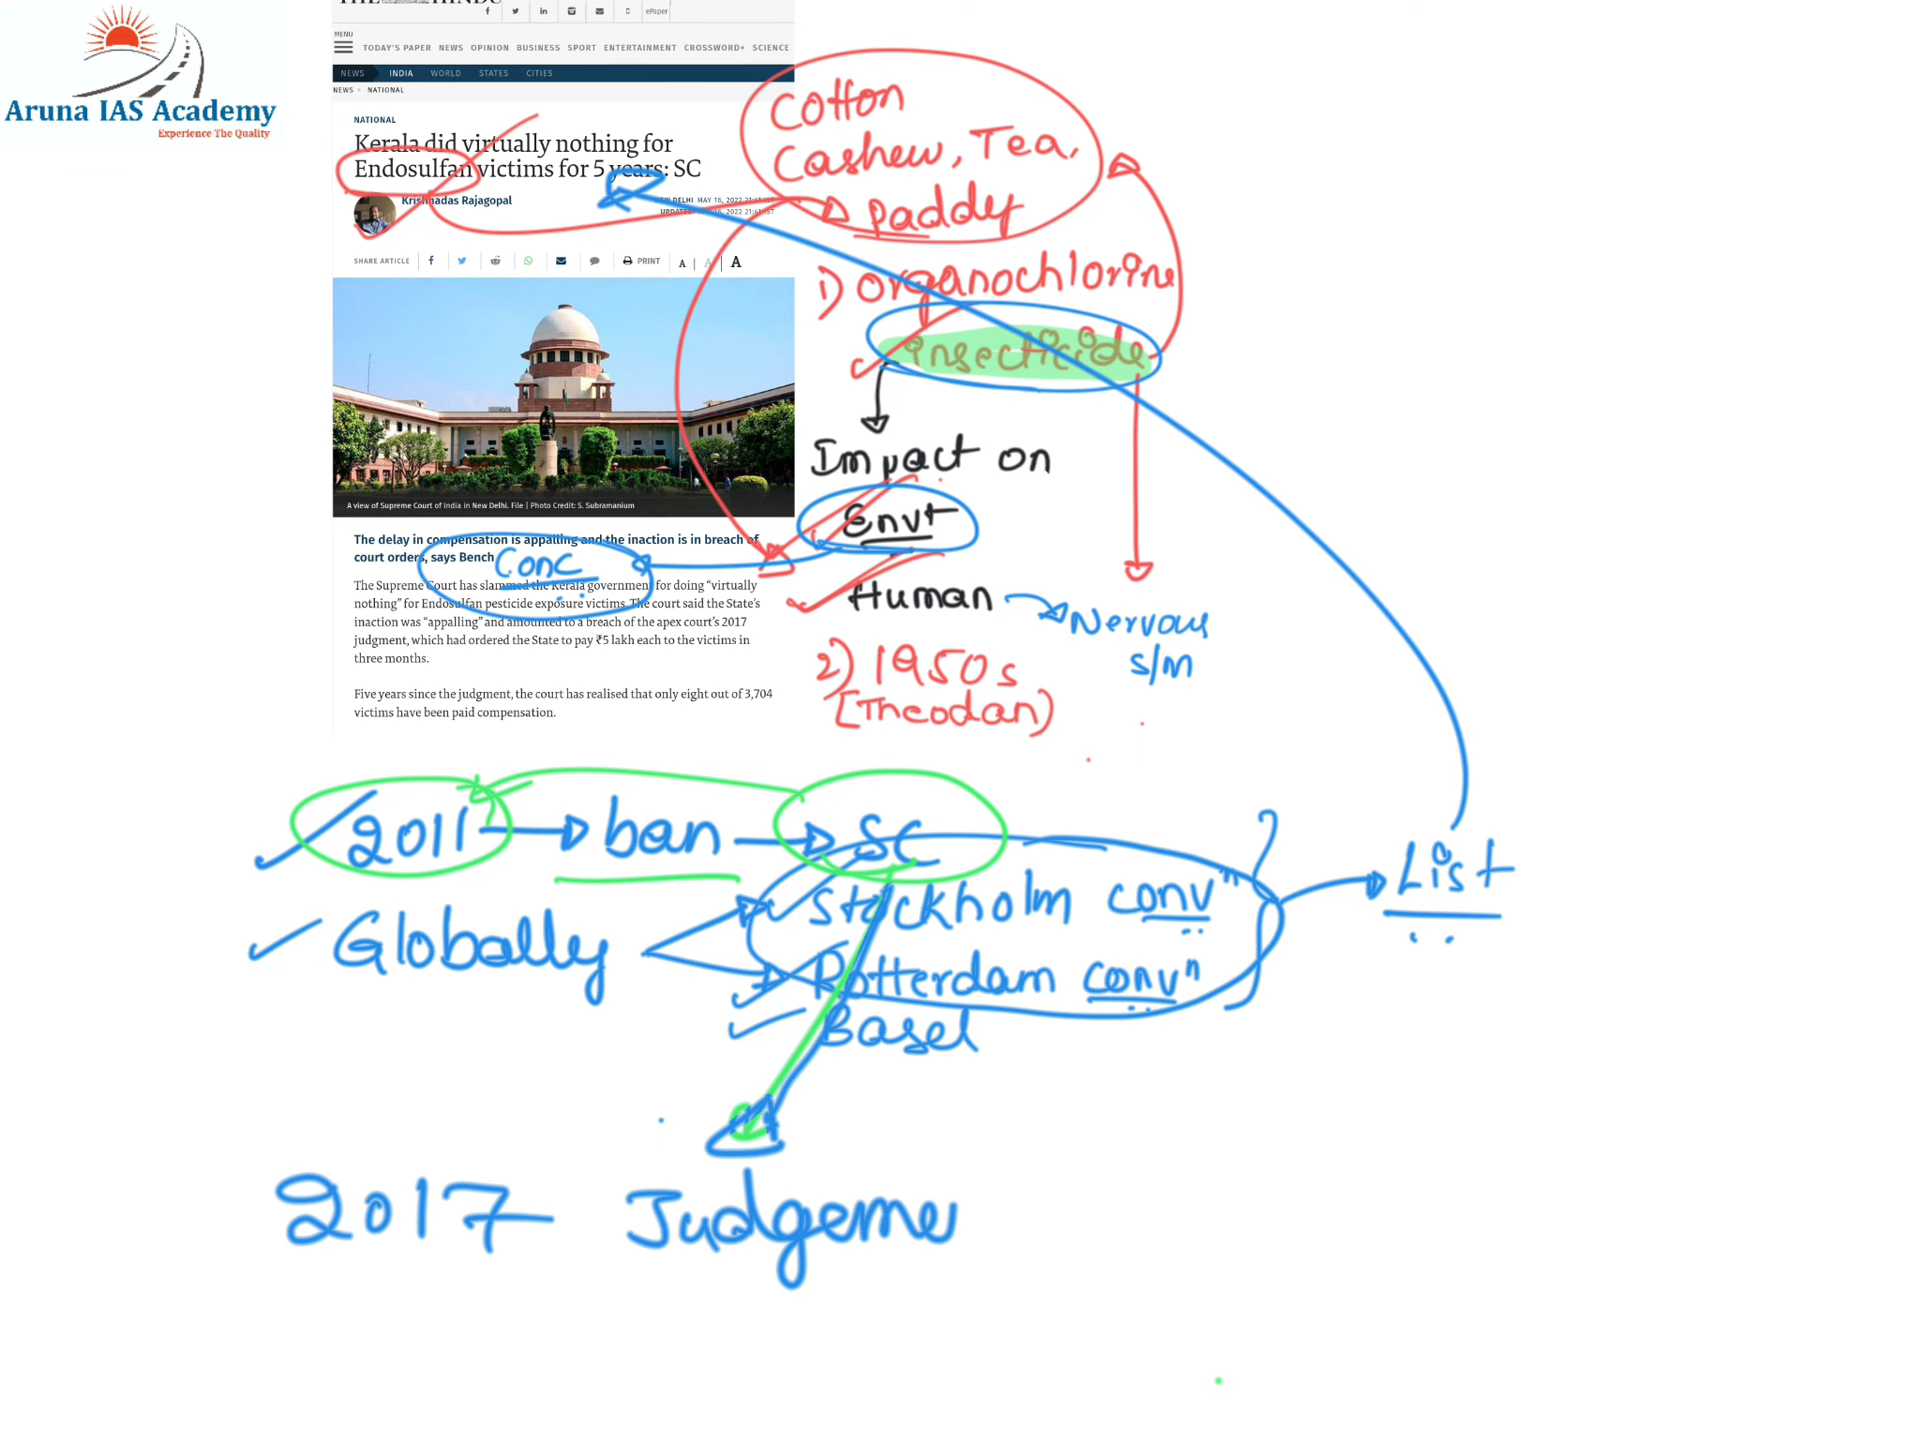 Aruna IAS Academy
Experience The Quality
THE HINDU
ePaper
MENU
TODAY'S PAPER NEWS OPINION BUSINESS SPORT ENTERTAINMENT CROSSWORD+ SCIENCE
NEWS INDIA WORLD STATES CITIES
NEWS > NATIONAL
NATIONAL
Kerala did virtually nothing for
Endosulfan victims for 5 years: SC
Krishnadas Rajagopal
MAY 16, 2022
SHARE ARTICLE PRINT A A A
A view of Supreme Court of India in New Delhi. File | Photo Credit: S. Subramanium
The delay in compensation is appalling and the inaction is in breach of
court orders, says Bench
The Supreme Court has slammed the Kerala government for doing “virtually
nothing” for Endosulfan pesticide exposure victims. The court said the State’s
inaction was “appalling” and amounted to a breach of the apex court’s 2017
judgment, which had ordered the State to pay ₹5 lakh each to the victims in
three months.
Five years since the judgment, the court has realised that only eight out of 3,704
victims have been paid compensation.
Cotton
Cashew, Tea,
paddy
1) organochlorine
insecticide
Impact on
Envt
Conc
Human
Nervous
s/m
2) 1950s
[Theodan)
2011 ban SC
Globally
Stockholm convn
Rotterdam convn
Basel
List
2017 - Judgeme